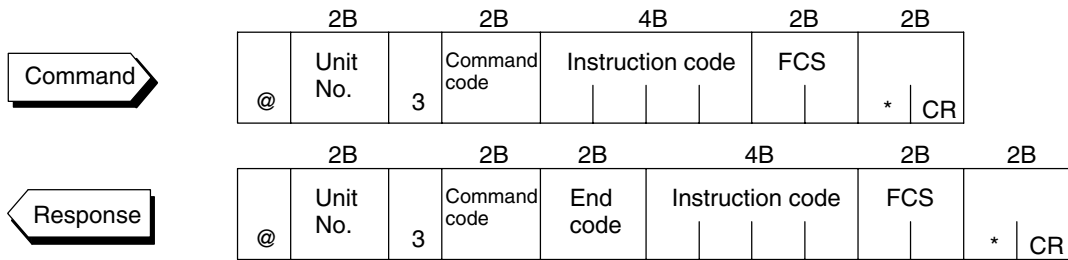 2B 2B 4B 2B 2B
Command
@ Unit No. 3 Command code Instruction code FCS * CR
2B 2B 2B 4B 2B 2B
Response
@ Unit No. 3 Command code End code Instruction code FCS * CR